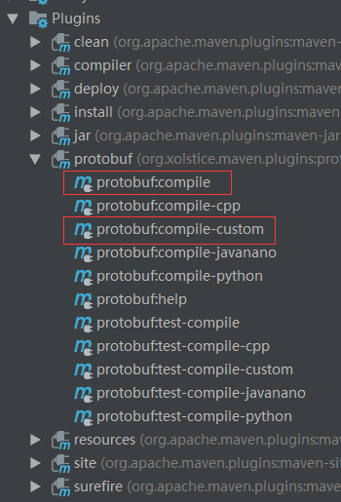 Plugins
clean (org.apache.maven.plugins:maven-
compiler (org.apache.maven.plugins:mave
deploy (org.apache.maven.plugins:maven
install (org.apache.maven.plugins:maven-
jar (org.apache.maven.plugins:maven-jar
protobuf (org.xolstice.maven.plugins:pro
protobuf:compile
protobuf:compile-cpp
protobuf:compile-custom
protobuf:compile-javanano
protobuf:compile-python
protobuf:help
protobuf:test-compile
protobuf:test-compile-cpp
protobuf:test-compile-custom
protobuf:test-compile-javanano
protobuf:test-compile-python
resources (org.apache.maven.plugins:ma
site (org.apache.maven.plugins:maven-si
surefire (org.apache.maven.plugins:mave